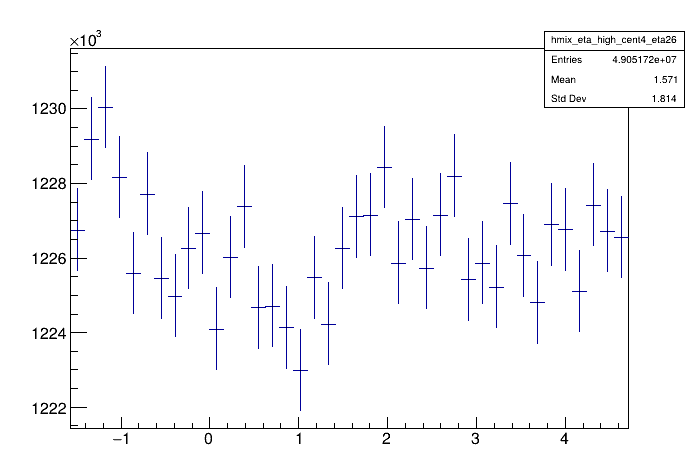 ×10³
hmix_eta_high_cent4_eta26
Entries 4.905172e+07
Mean 1.571
Std Dev 1.814
1230
1228
1226
1224
1222
−1 0 1 2 3 4